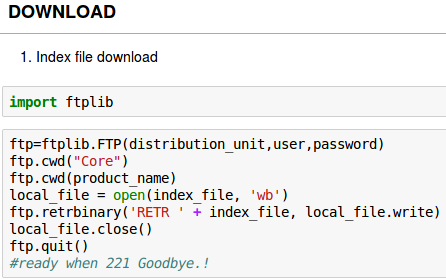 DOWNLOAD
1. Index file download
import ftplib
ftp=ftplib.FTP(distribution_unit,user,password)
ftp.cwd("Core")
ftp.cwd(product_name)
local_file = open(index_file, 'wb')
ftp.retrbinary('RETR ' + index_file, local_file.write)
local_file.close()
ftp.quit()
#ready when 221 Goodbye.!